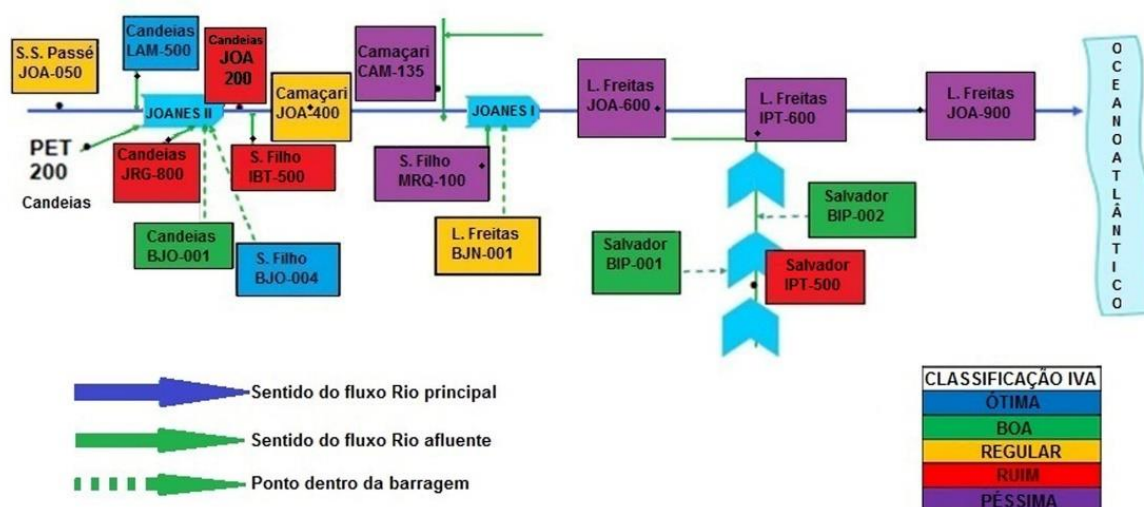 S.S. Passé
JOA-050
Candeias
LAM-500
Candeias
JOA
200
Camaçari
JOA-400
Camaçari
CAM-135
JOANES II
JOANES I
L. Freitas
JOA-600
L. Freitas
IPT-600
L. Freitas
JOA-900
PET
200
Candeias
Candeias
JRG-800
S. Filho
IBT-500
S. Filho
MRQ-100
Candeias
BJO-001
S. Filho
BJO-004
L. Freitas
BJN-001
Salvador
BIP-001
Salvador
BIP-002
Salvador
IPT-500
OCEANO ATLÂNTICO
Sentido do fluxo Rio principal
Sentido do fluxo Rio afluente
Ponto dentro da barragem
CLASSIFICAÇÃO IVA
ÓTIMA
BOA
REGULAR
RUIM
PÉSSIMA